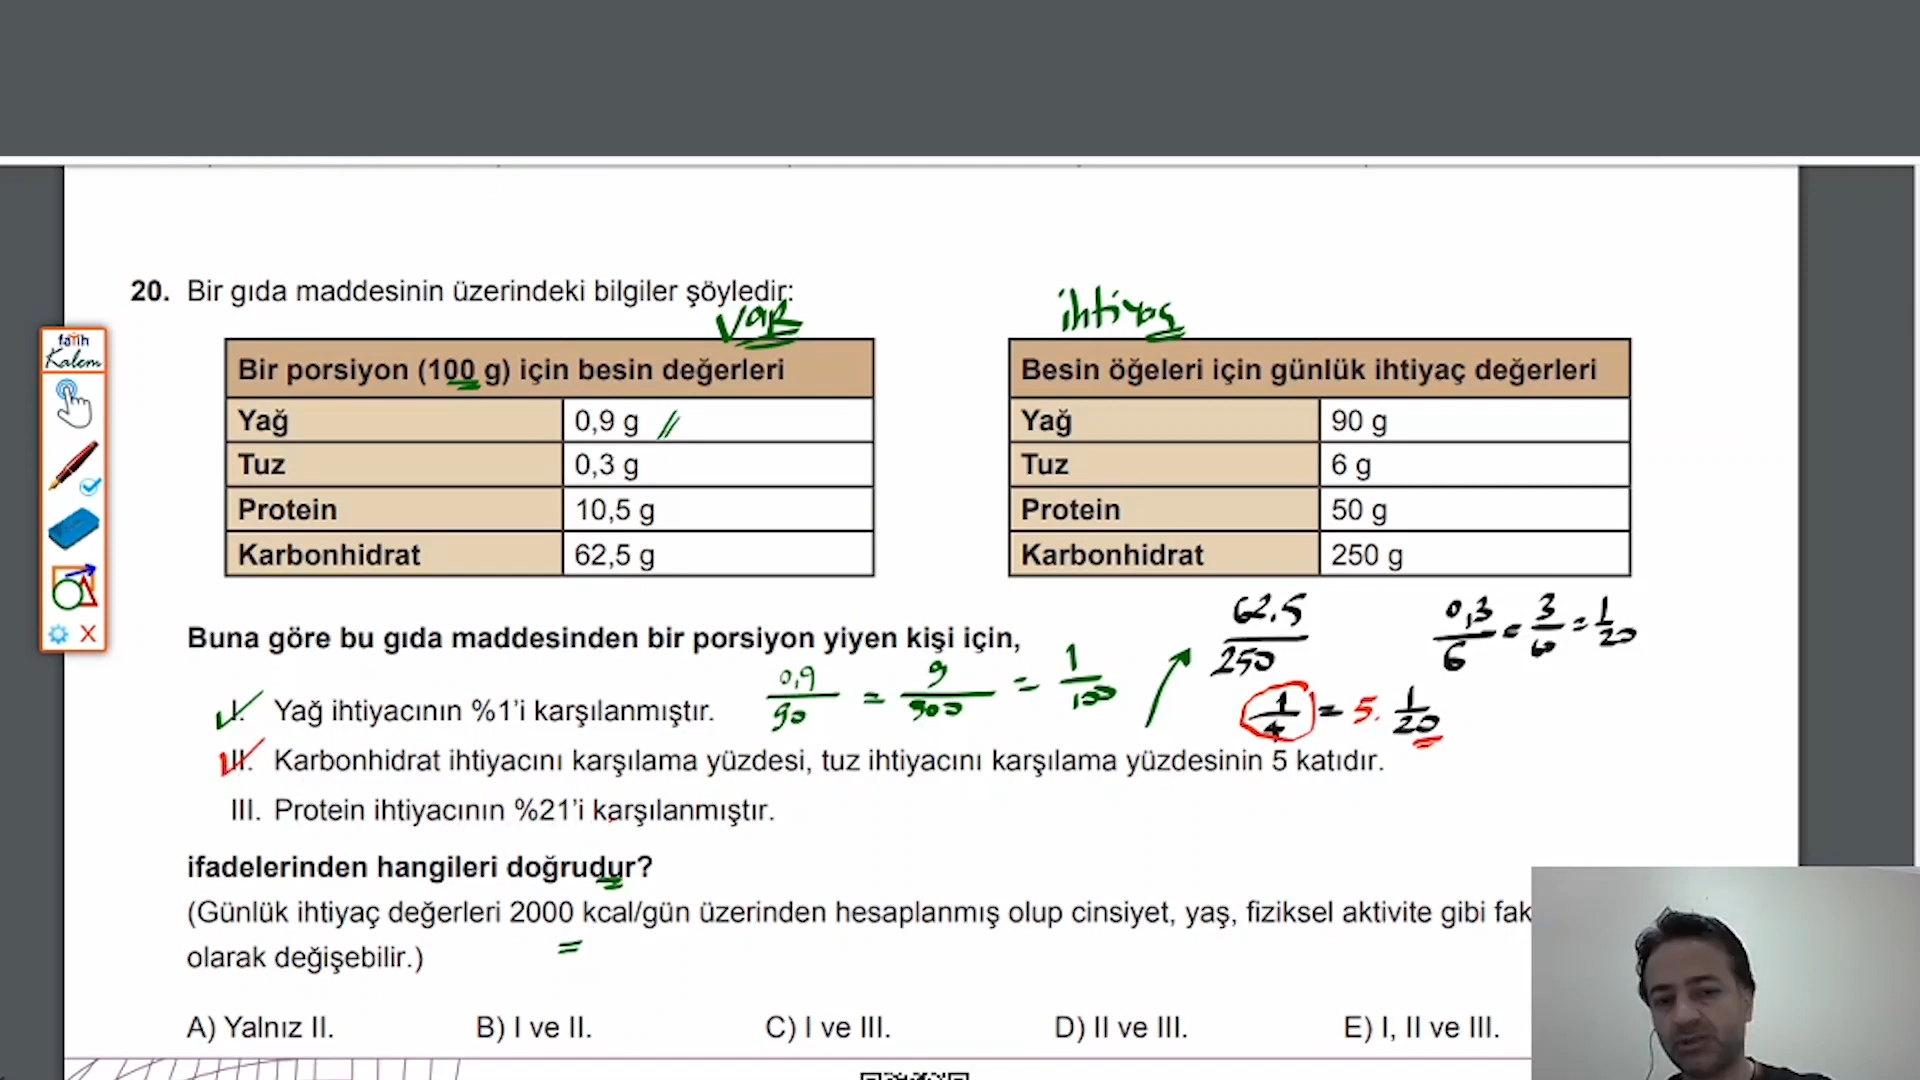 20. Bir gıda maddesinin üzerindeki bilgiler şöyledir:
var
ihtiyaç
fatih
Kalem
Bir porsiyon (100 g) için besin değerleri
Yağ 0,9 g //
Tuz 0,3 g
Protein 10,5 g
Karbonhidrat 62,5 g
Besin öğeleri için günlük ihtiyaç değerleri
Yağ 90 g
Tuz 6 g
Protein 50 g
Karbonhidrat 250 g
62,5/250
0,3/6 = 3/60 = 1/20
Buna göre bu gıda maddesinden bir porsiyon yiyen kişi için,
0,9/90 = 9/900 = 1/100
1/4 = 5. 1/20
I. Yağ ihtiyacının %1'i karşılanmıştır.
II. Karbonhidrat ihtiyacını karşılama yüzdesi, tuz ihtiyacını karşılama yüzdesinin 5 katıdır.
III. Protein ihtiyacının %21'i karşılanmıştır.
ifadelerinden hangileri doğrudur?
(Günlük ihtiyaç değerleri 2000 kcal/gün üzerinden hesaplanmış olup cinsiyet, yaş, fiziksel aktivite gibi fak
olarak değişebilir.)
A) Yalnız II. B) I ve II. C) I ve III. D) II ve III. E) I, II ve III.